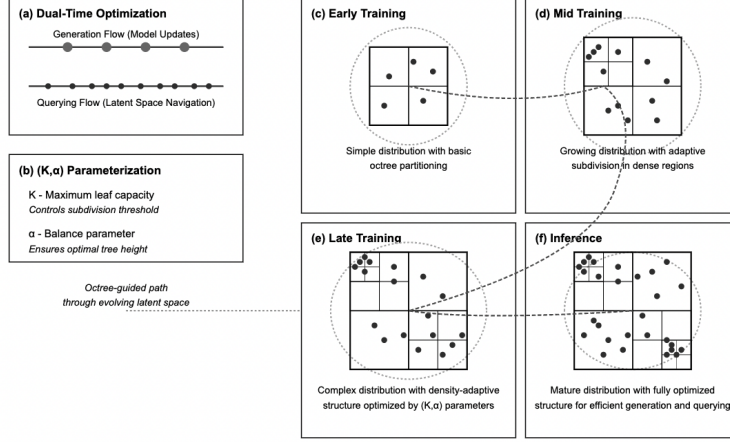 (a) Dual-Time Optimization
Generation Flow (Model Updates)
Querying Flow (Latent Space Navigation)
(b) (K,α) Parameterization
K - Maximum leaf capacity
Controls subdivision threshold
α - Balance parameter
Ensures optimal tree height
Octree-guided path
through evolving latent space
(c) Early Training
Simple distribution with basic
octree partitioning
(d) Mid Training
Growing distribution with adaptive
subdivision in dense regions
(e) Late Training
Complex distribution with density-adaptive
structure optimized by (K,α) parameters
(f) Inference
Mature distribution with fully optimized
structure for efficient generation and querying